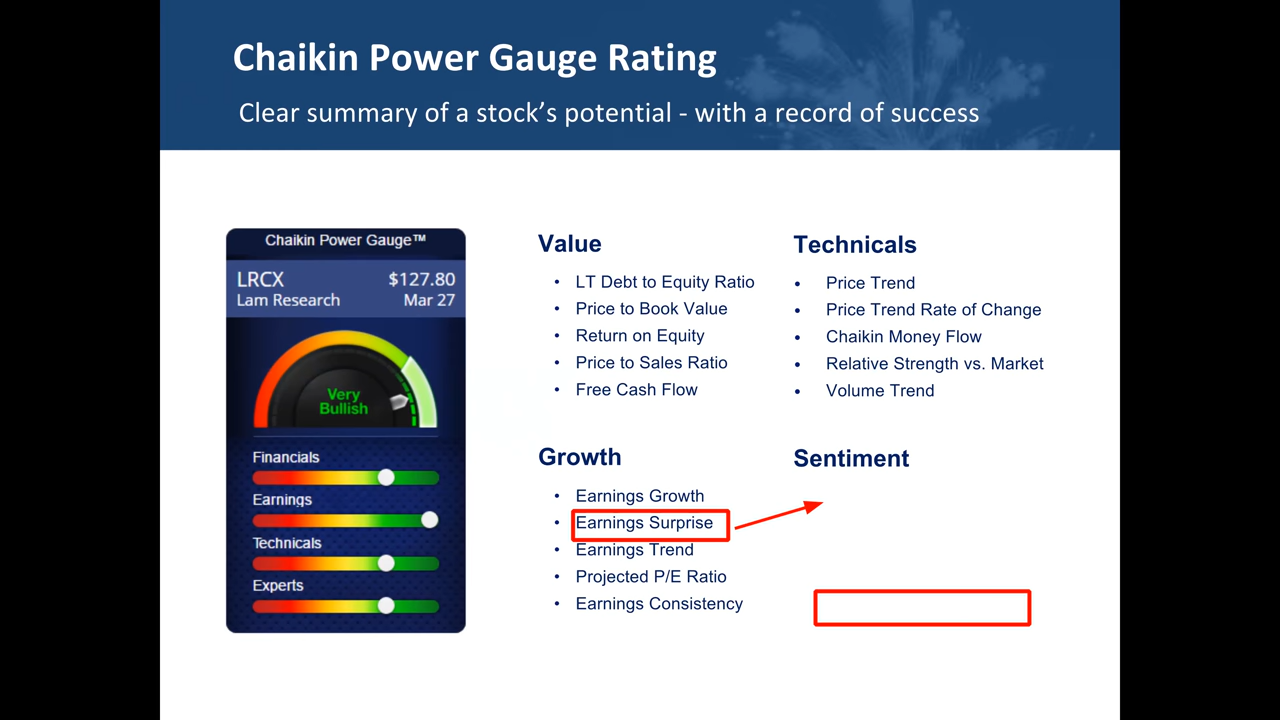 Chaikin Power Gauge Rating
Clear summary of a stock's potential - with a record of success
Chaikin Power Gauge™
LRCX $127.80
Lam Research Mar 27
Very
Bullish
Financials
Earnings
Technicals
Experts
Value
• LT Debt to Equity Ratio
• Price to Book Value
• Return on Equity
• Price to Sales Ratio
• Free Cash Flow
Technicals
• Price Trend
• Price Trend Rate of Change
• Chaikin Money Flow
• Relative Strength vs. Market
• Volume Trend
Growth
• Earnings Growth
• Earnings Surprise
• Earnings Trend
• Projected P/E Ratio
• Earnings Consistency
Sentiment